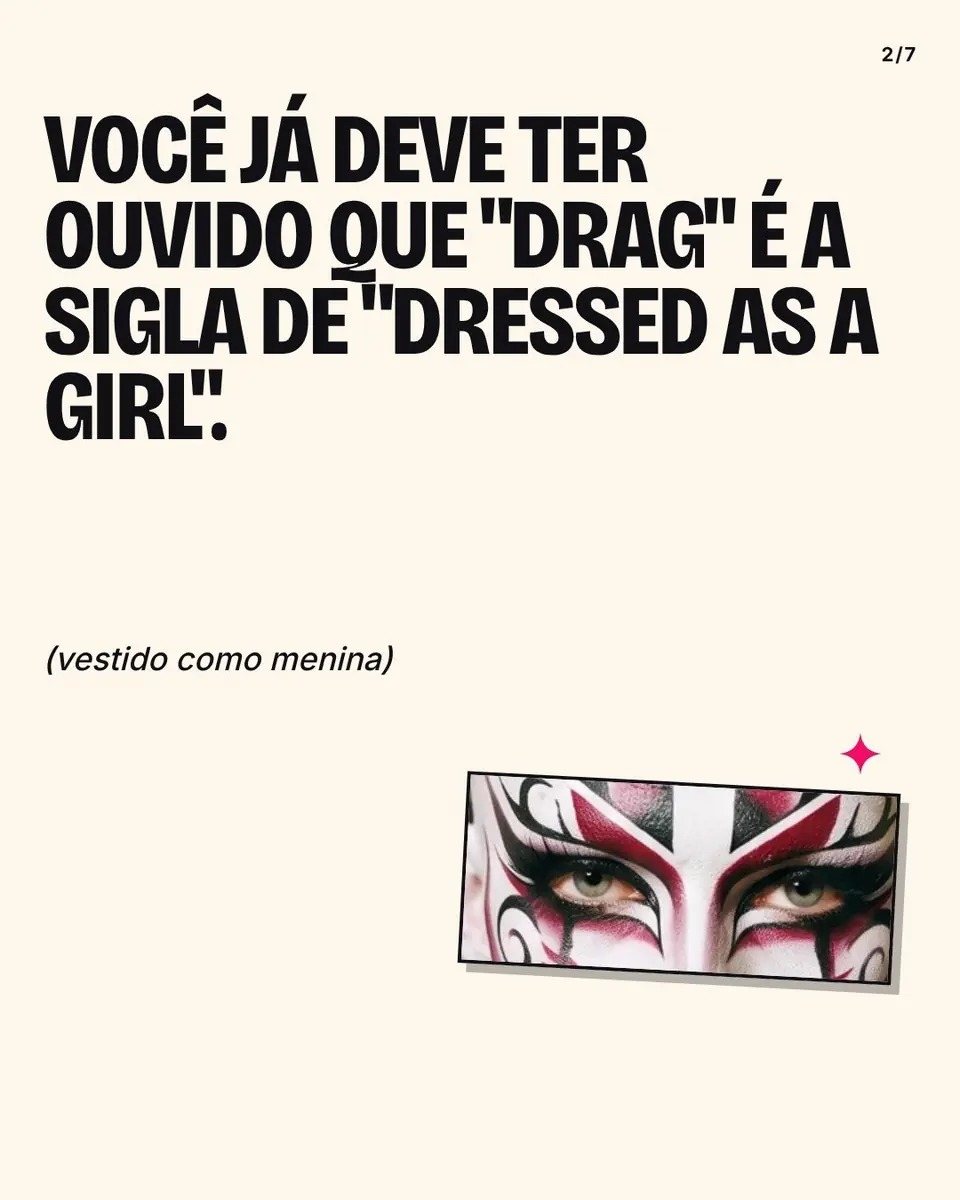 2/7
VOCÊ JÁ DEVE TER
OUVIDO QUE "DRAG" É A
SIGLA DE "DRESSED AS A
GIRL".
(vestido como menina)